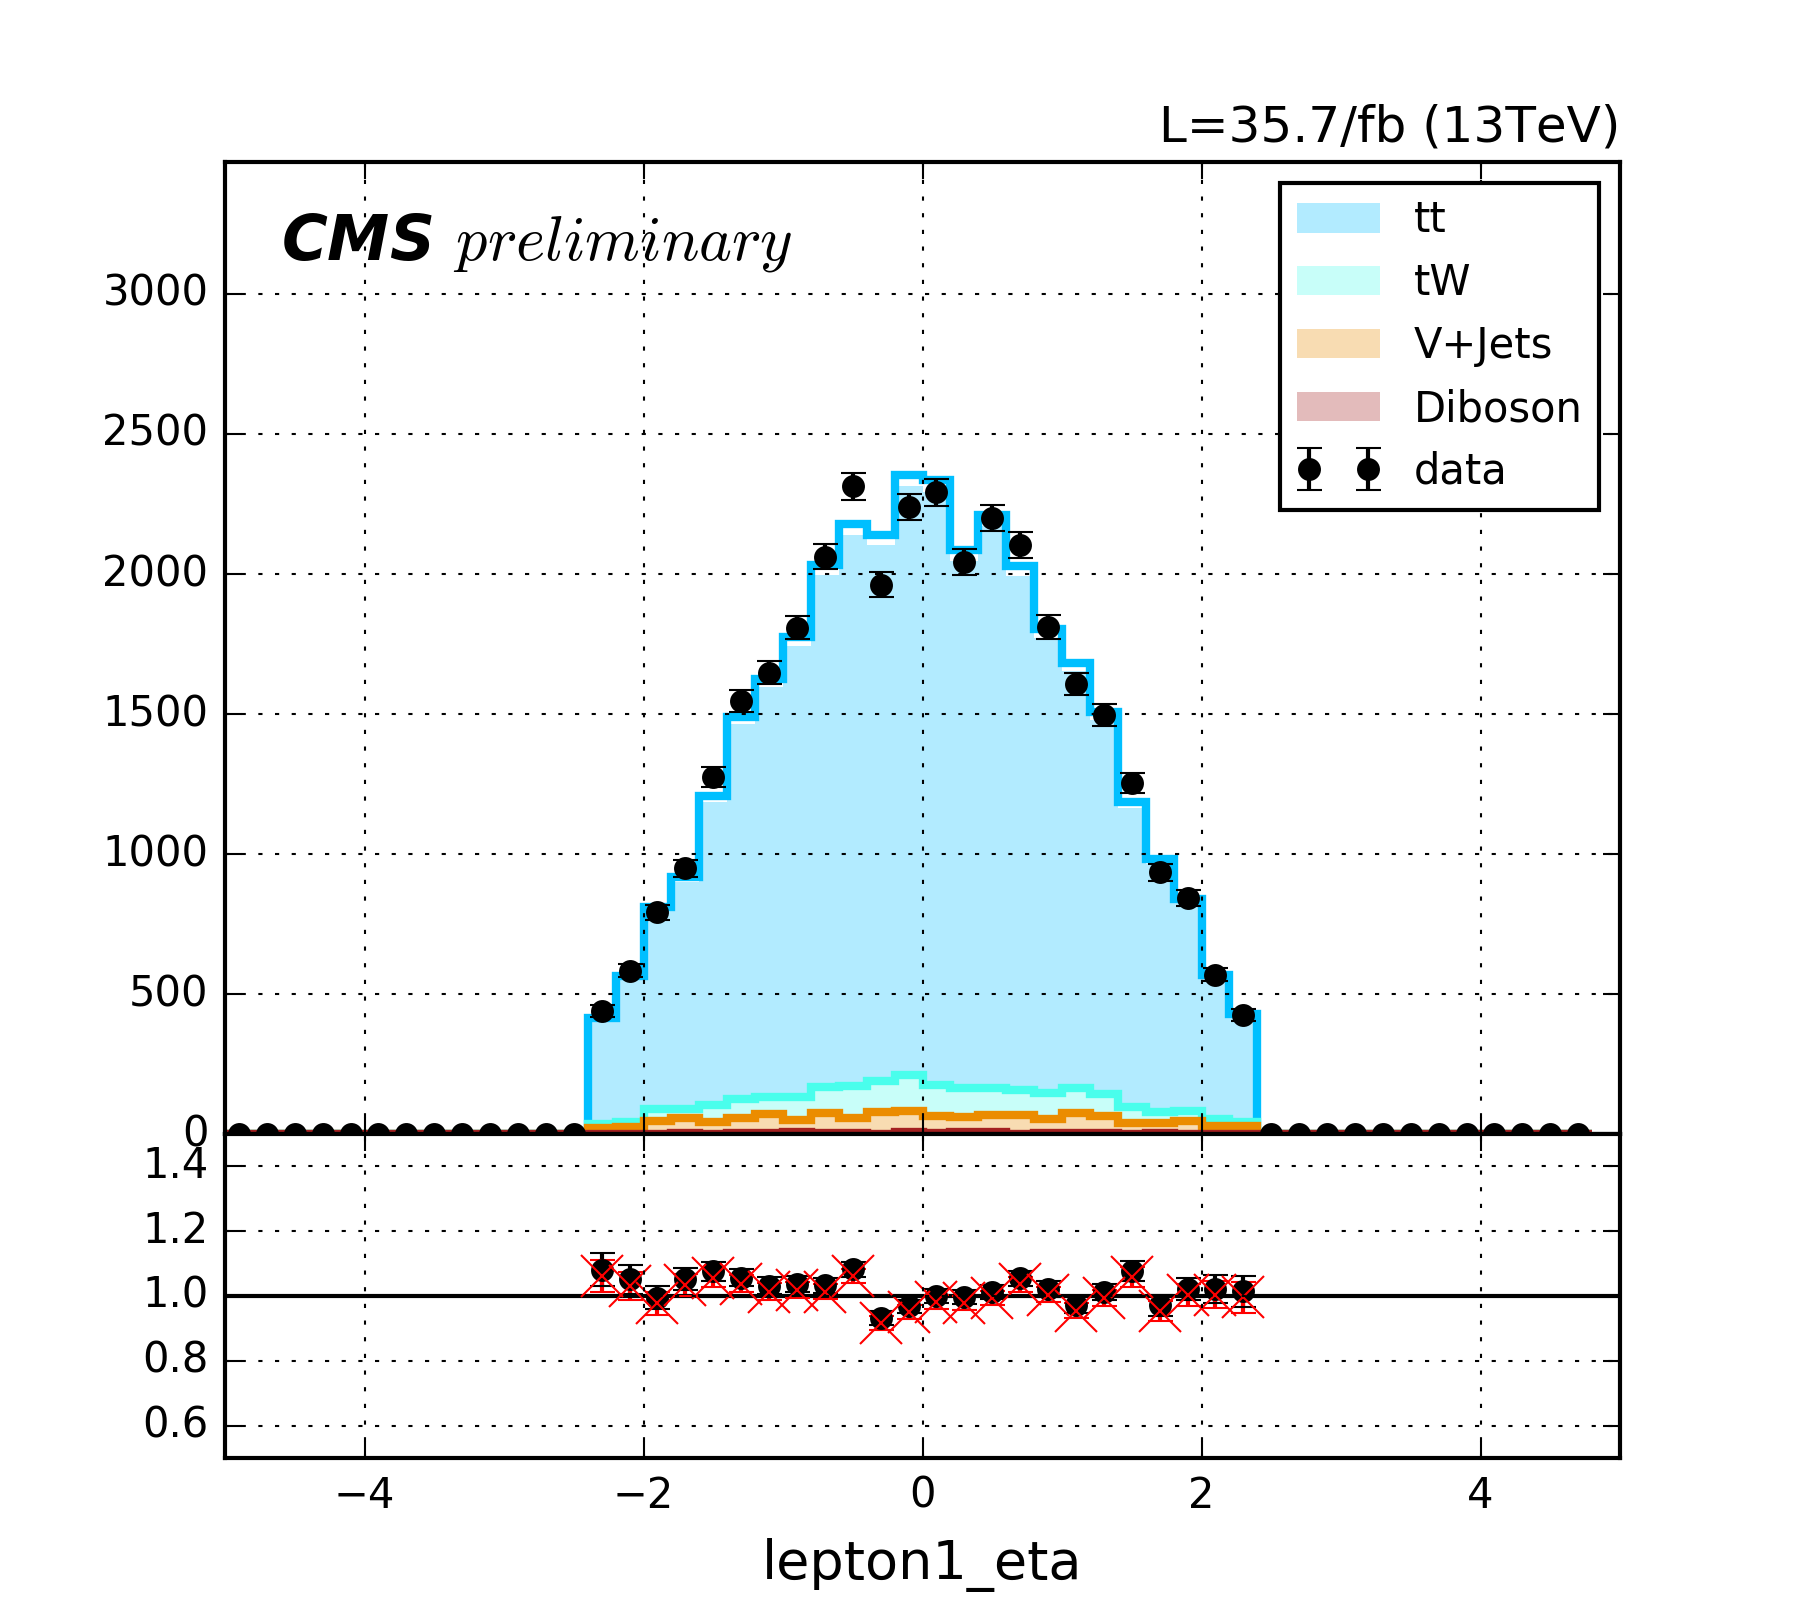 L=35.7/fb (13TeV)
CMS preliminary
tt
tW
V+Jets
Diboson
data
3000
2500
2000
1500
1000
500
0
1.4
1.2
1.0
0.8
0.6
−4 −2 0 2 4
lepton1_eta